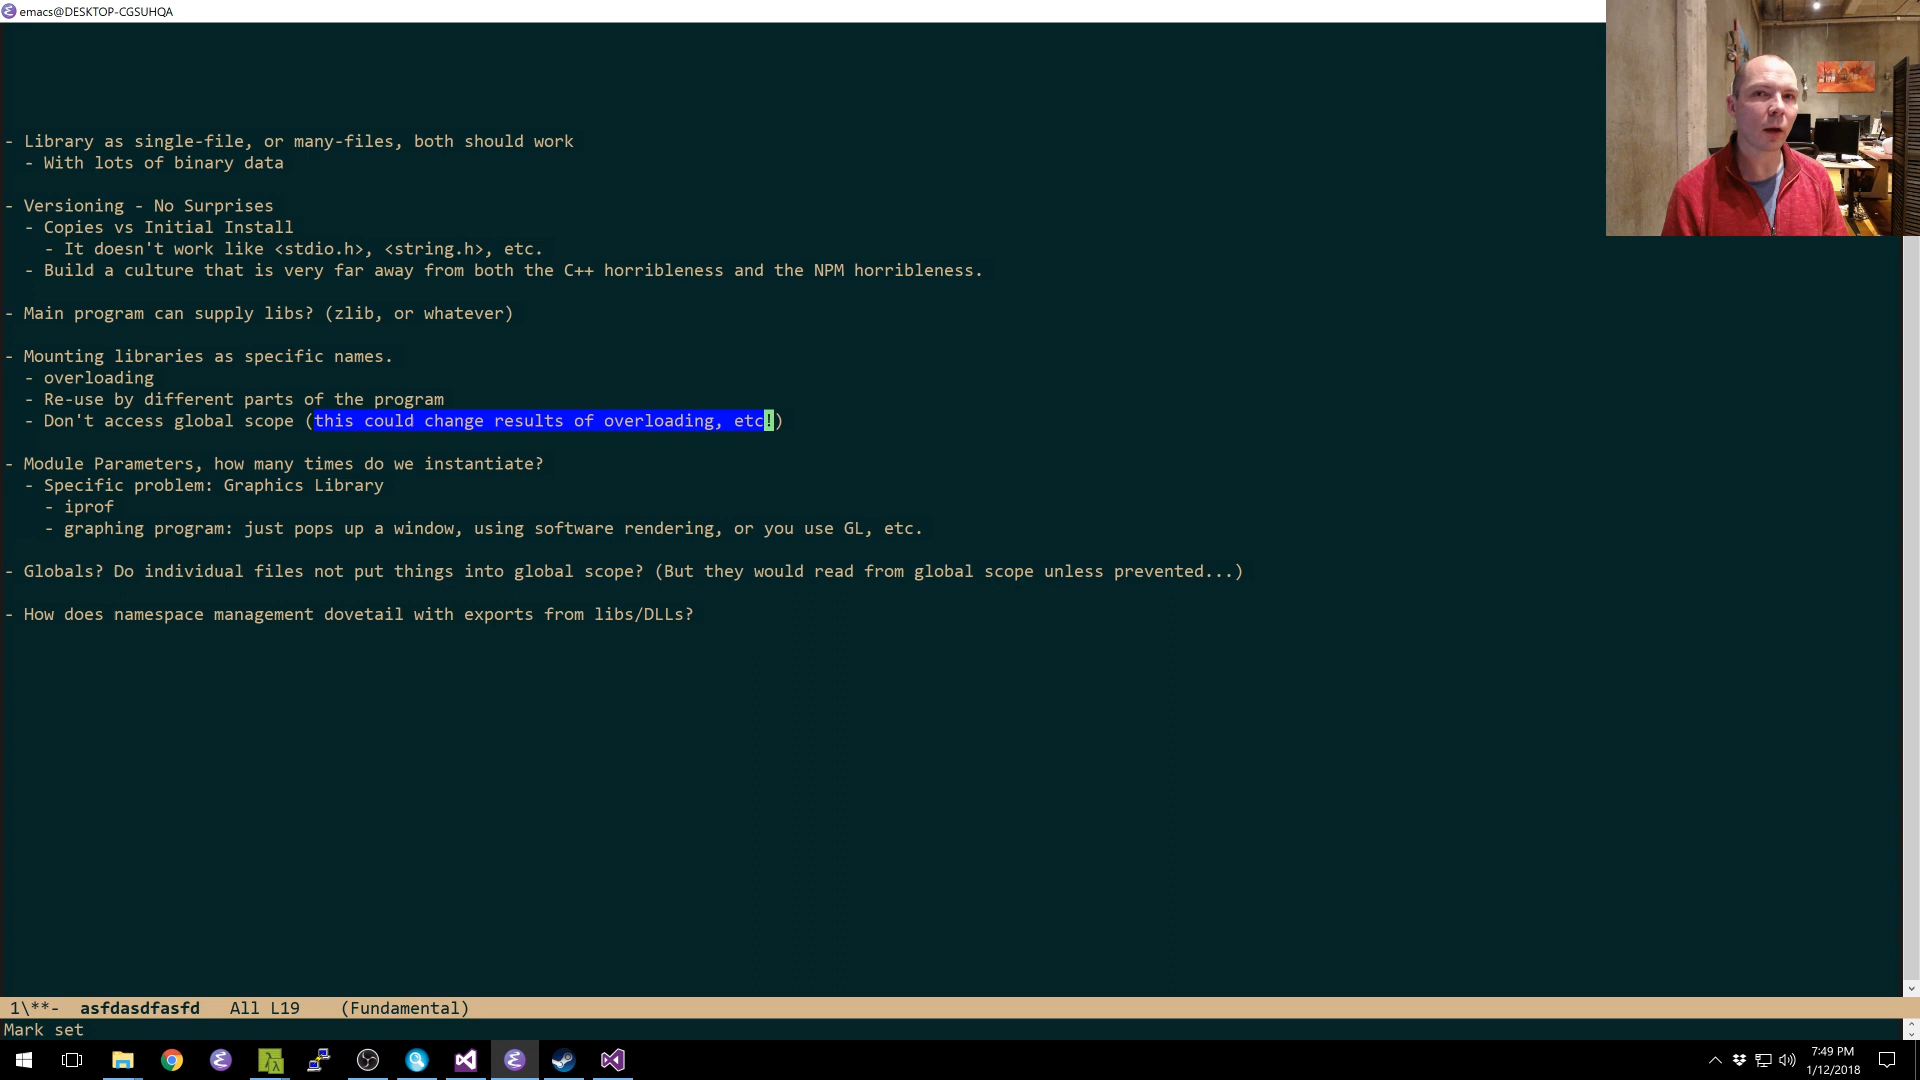 emacs@DESKTOP-CGSUHQA
- Library as single-file, or many-files, both should work
- With lots of binary data
- Versioning - No Surprises
- Copies vs Initial Install
- It doesn't work like <stdio.h>, <string.h>, etc.
- Build a culture that is very far away from both the C++ horribleness and the NPM horribleness.
- Main program can supply libs? (zlib, or whatever)
- Mounting libraries as specific names.
- overloading
- Re-use by different parts of the program
- Don't access global scope (this could change results of overloading, etc!)
- Module Parameters, how many times do we instantiate?
- Specific problem: Graphics Library
- iprof
- graphing program: just pops up a window, using software rendering, or you use GL, etc.
- Globals? Do individual files not put things into global scope? (But they would read from global scope unless prevented...)
- How does namespace management dovetail with exports from libs/DLLs?
1\**- asfdasdfasfd All L19 (Fundamental)
Mark set
7:49 PM
1/12/2018